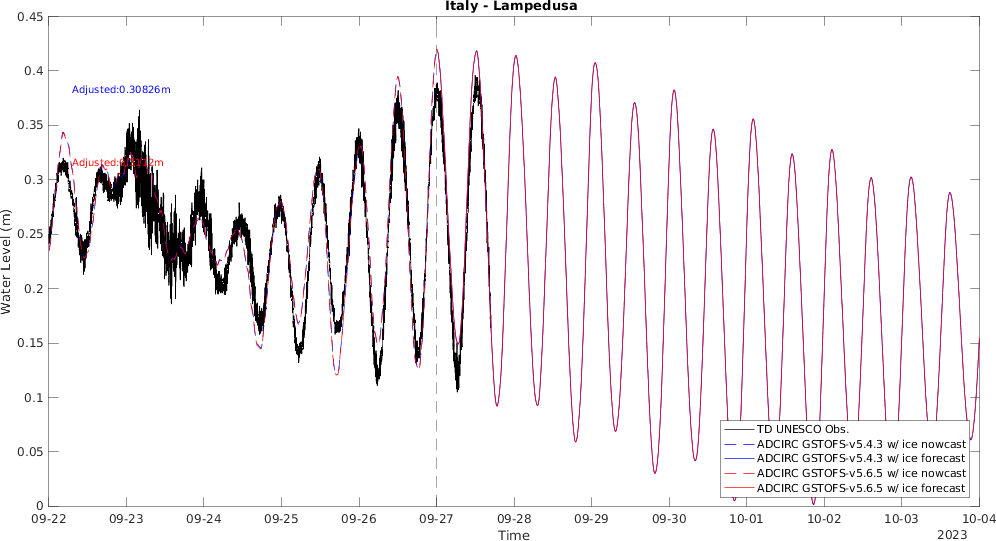 Italy - Lampedusa
0.45
0.4
0.35
0.3
0.25
0.2
0.15
0.1
0.05
0
Water Level (m)
Adjusted:0.30826m
09-22
09-23
09-24
09-25
09-26
09-27
09-28
09-29
09-30
10-01
10-02
10-03
10-04
Time
2023
TD UNESCO Obs.
ADCIRC GSTOFS-v5.4.3 w/ ice nowcast
ADCIRC GSTOFS-v5.4.3 w/ ice forecast
ADCIRC GSTOFS-v5.6.5 w/ ice nowcast
ADCIRC GSTOFS-v5.6.5 w/ ice forecast